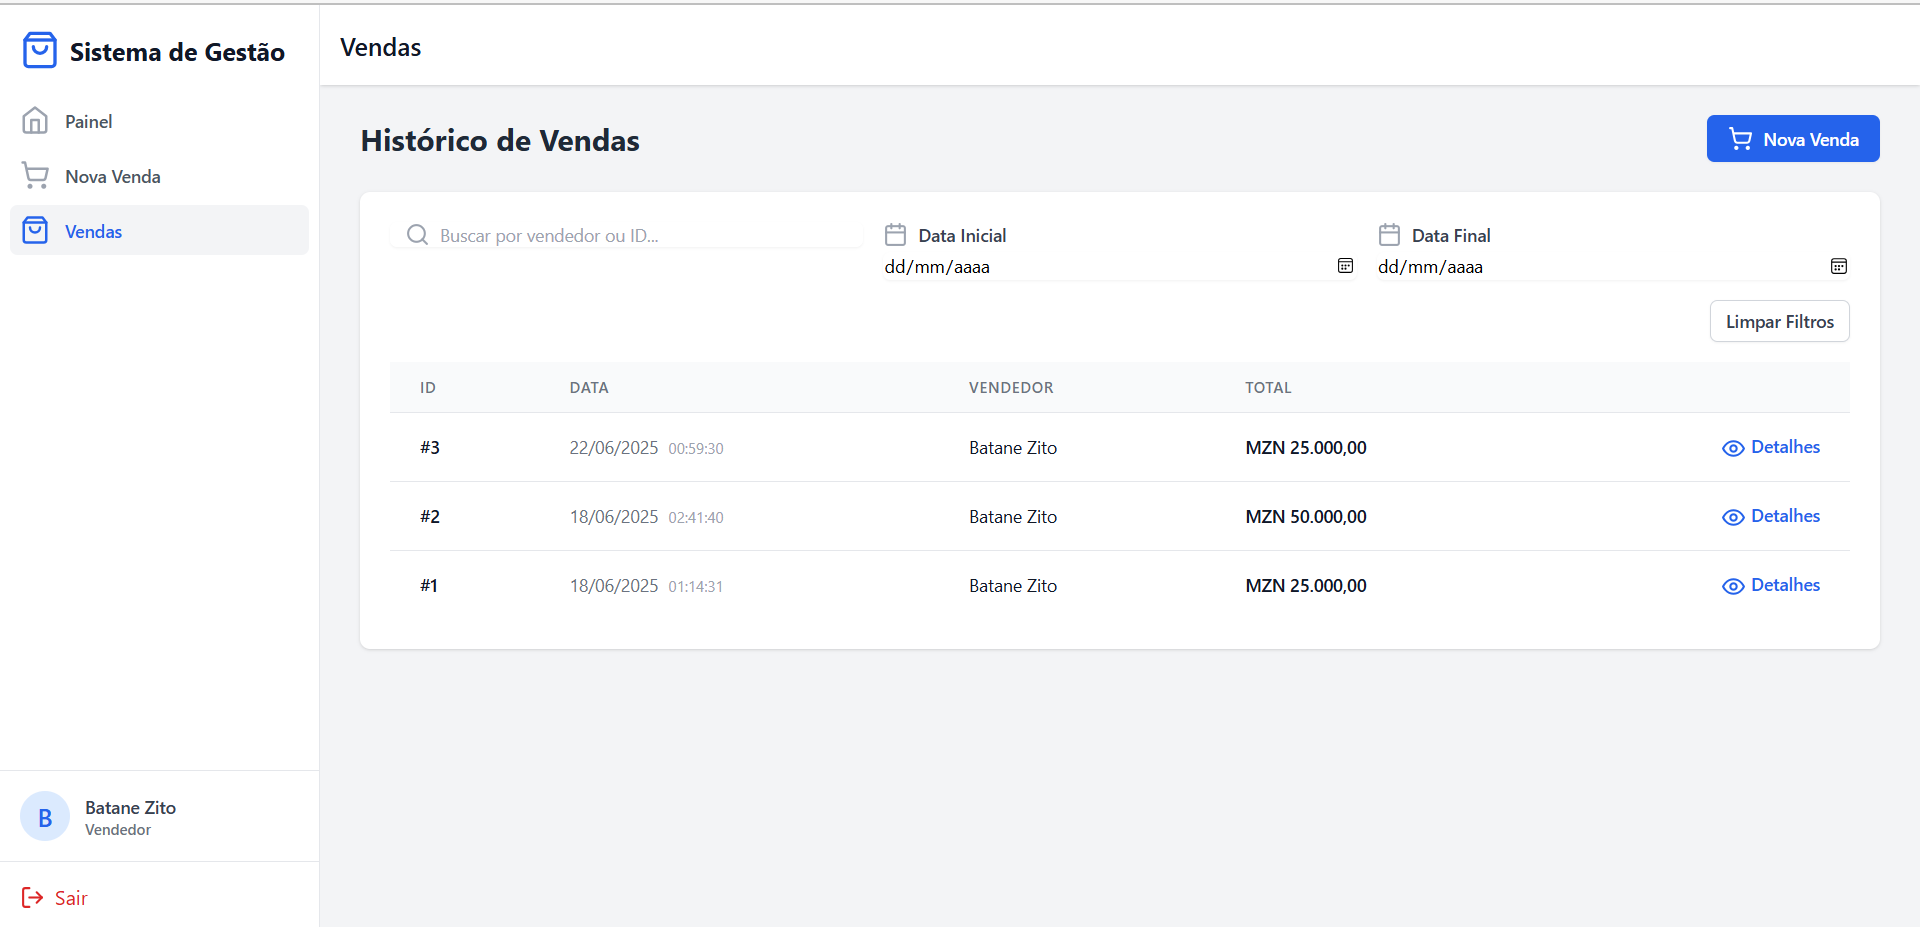 Sistema de Gestão
Painel
Nova Venda
Vendas
Batane Zito
Vendedor
B
Sair
Vendas
Histórico de Vendas
Nova Venda
Buscar por vendedor ou ID...
Data Inicial
dd/mm/aaaa
Data Final
dd/mm/aaaa
Limpar Filtros
ID DATA VENDEDOR TOTAL
#3 22/06/2025 00:59:30 Batane Zito MZN 25.000,00 Detalhes
#2 18/06/2025 02:41:40 Batane Zito MZN 50.000,00 Detalhes
#1 18/06/2025 01:14:31 Batane Zito MZN 25.000,00 Detalhes